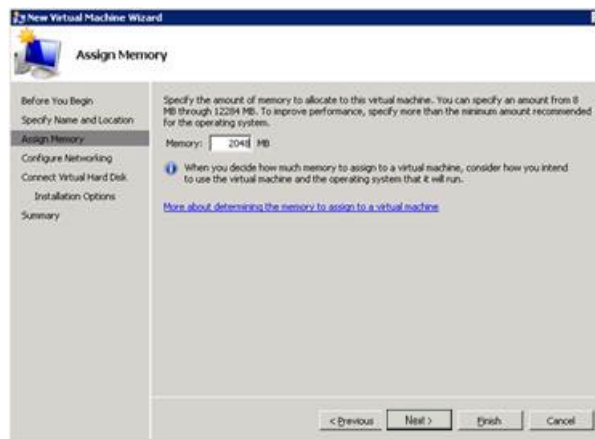 New Virtual Machine Wizard
Assign Memory
Before You Begin
Specify Name and Location
Assign Memory
Configure Networking
Connect Virtual Hard Disk
Installation Options
Summary
Specify the amount of memory to allocate to this virtual machine. You can specify an amount from 8
MB through 12284 MB. To improve performance, specify more than the minimum amount recommended
for the operating system.
Memory: 2048 MB
When you decide how much memory to assign to a virtual machine, consider how you intend
to use the virtual machine and the operating system that it will run.
More about determining the memory to assign to a virtual machine
< Previous Next > Finish Cancel